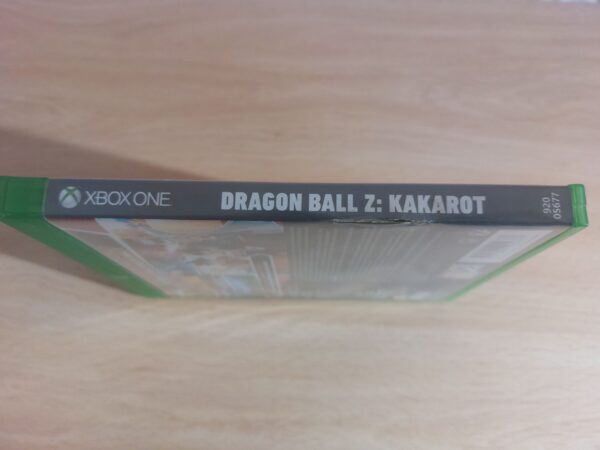 XBOX ONE
DRAGON BALL Z: KAKAROT
920
05677